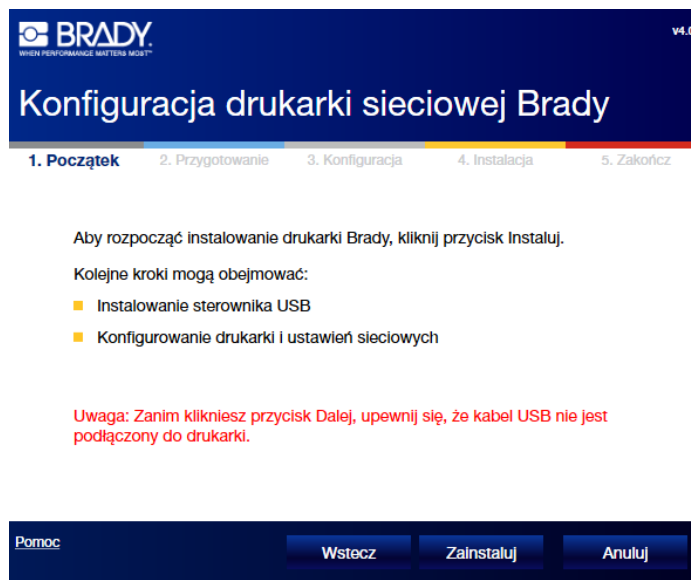 BRADY.
WHEN PERFORMANCE MATTERS MOST™
v4.0
Konfiguracja drukarki sieciowej Brady
1. Początek 2. Przygotowanie 3. Konfiguracja 4. Instalacja 5. Zakończ
Aby rozpocząć instalowanie drukarki Brady, kliknij przycisk Instaluj.
Kolejne kroki mogą obejmować:
Instalowanie sterownika USB
Konfigurowanie drukarki i ustawień sieciowych
Uwaga: Zanim klikniesz przycisk Dalej, upewnij się, że kabel USB nie jest
podłączony do drukarki.
Pomoc Wstecz Zainstaluj Anuluj